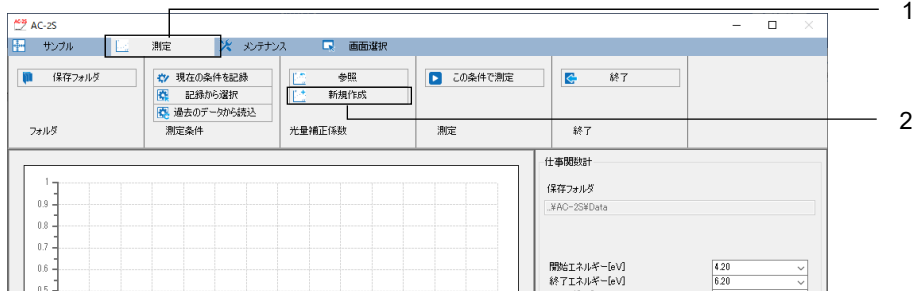 1
AC-2S
サンプル 測定 メンテナンス 画面選択
保存フォルダ 現在の条件を記録 参照 この条件で測定 終了
記録から選択 新規作成
過去のデータから読込
2
フォルダ 測定条件 光量補正係数 測定 終了
仕事関数計
1
保存フォルダ
0.9
.¥AC-2S¥Data
0.8
0.7
0.6
開始エネルギー[eV] 4.20
終了エネルギー[eV] 6.20
0.5